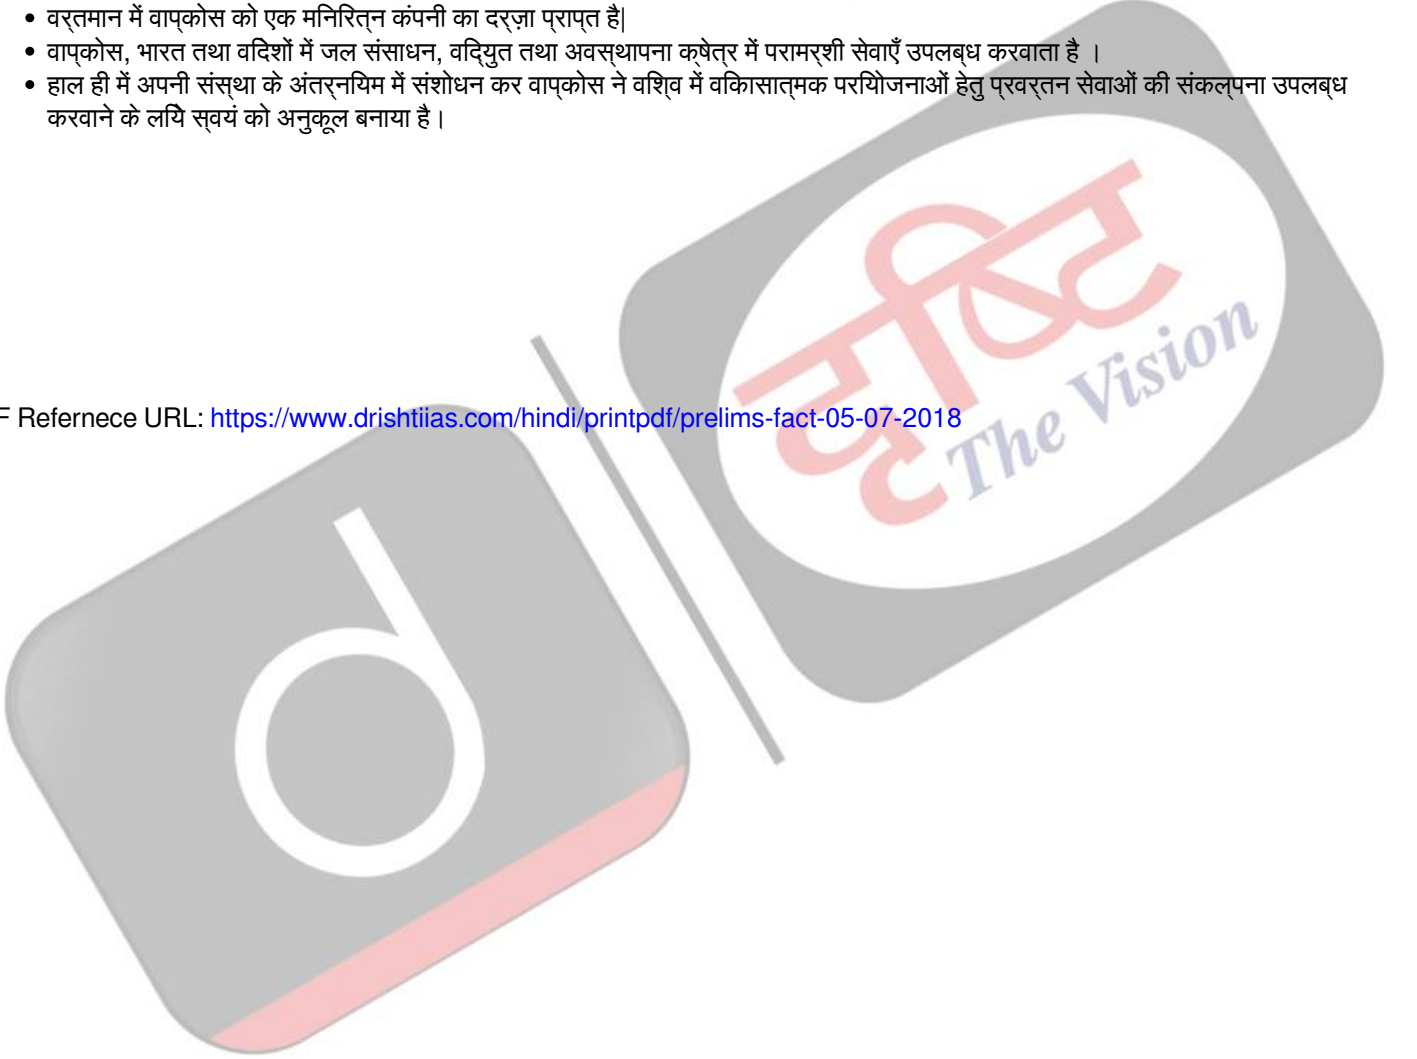 • वर्तमान में वाप्कोस को एक मिनिरत्न कंपनी का दर्ज़ा प्राप्त है|
• वाप्कोस, भारत तथा विदेशों में जल संसाधन, विद्युत तथा अवस्थापना क्षेत्र में परामर्शी सेवाएँ उपलब्ध करवाता है ।
• हाल ही में अपनी संस्था के अंतर्नियम में संशोधन कर वाप्कोस ने विश्व में विकासात्मक परियोजनाओं हेतु प्रवर्तन सेवाओं की संकल्पना उपलब्ध
करवाने के लिये स्वयं को अनुकूल बनाया है।
दृष्टि
The Vision
F Refernece URL: https://www.drishtiias.com/hindi/printpdf/prelims-fact-05-07-2018
d